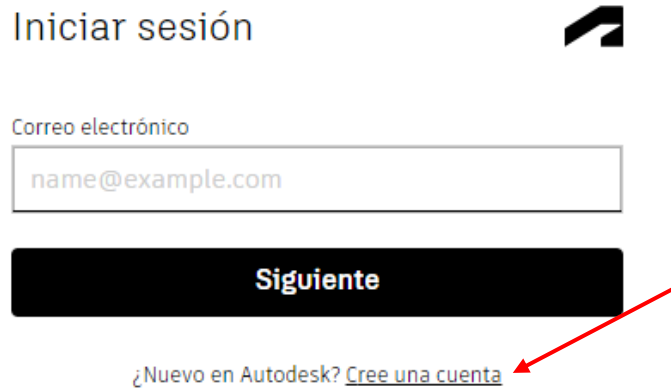 Iniciar sesión
Correo electrónico
name@example.com
Siguiente
¿Nuevo en Autodesk? Cree una cuenta